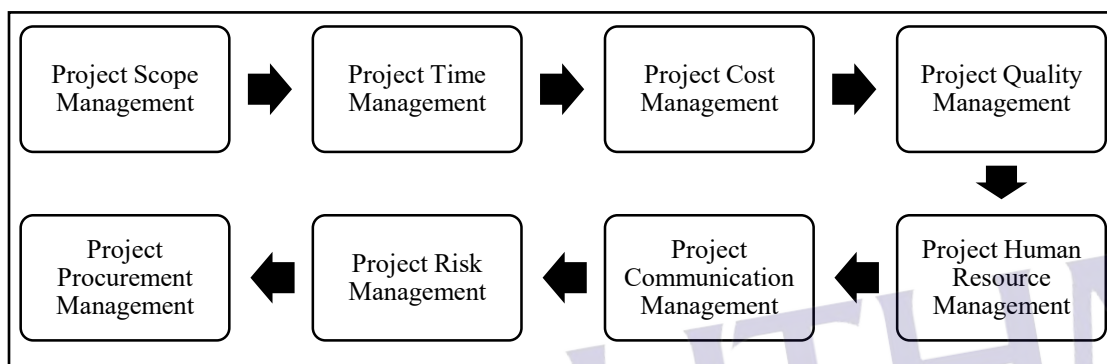 Project Scope
Management
Project Time
Management
Project Cost
Management
Project Quality
Management
Project Human
Resource
Management
Project
Communication
Management
Project Risk
Management
Project
Procurement
Management